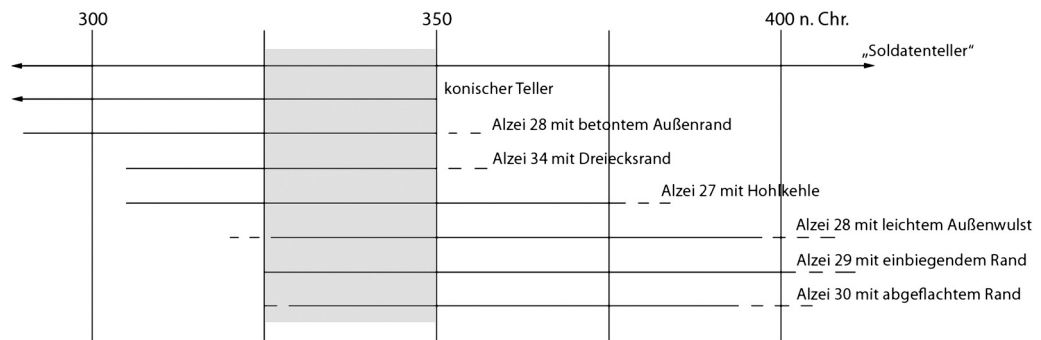 300 350 400 n. Chr.
„Soldatenteller“
konischer Teller
Alzei 28 mit betontem Außenrand
Alzei 34 mit Dreiecksrand
Alzei 27 mit Hohlkehle
Alzei 28 mit leichtem Außenwulst
Alzei 29 mit einbiegendem Rand
Alzei 30 mit abgeflachtem Rand